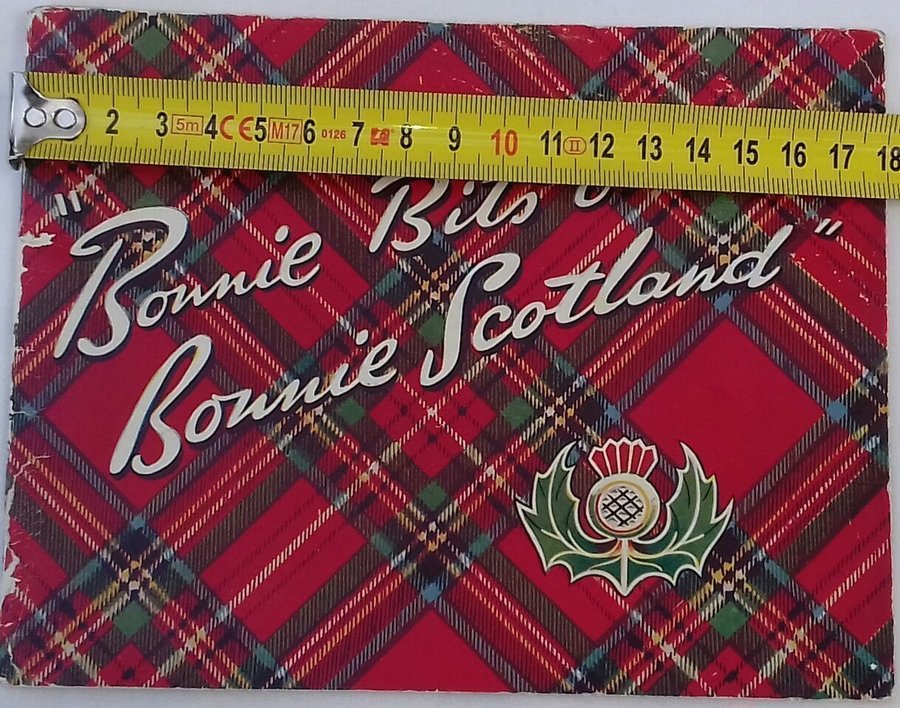 2 3 5m 4 CE 5 M17 6 0126 7 8 9 10 11 II 12 13 14 15 16 17 18
"Bonnie Bits
Bonnie Scotland"